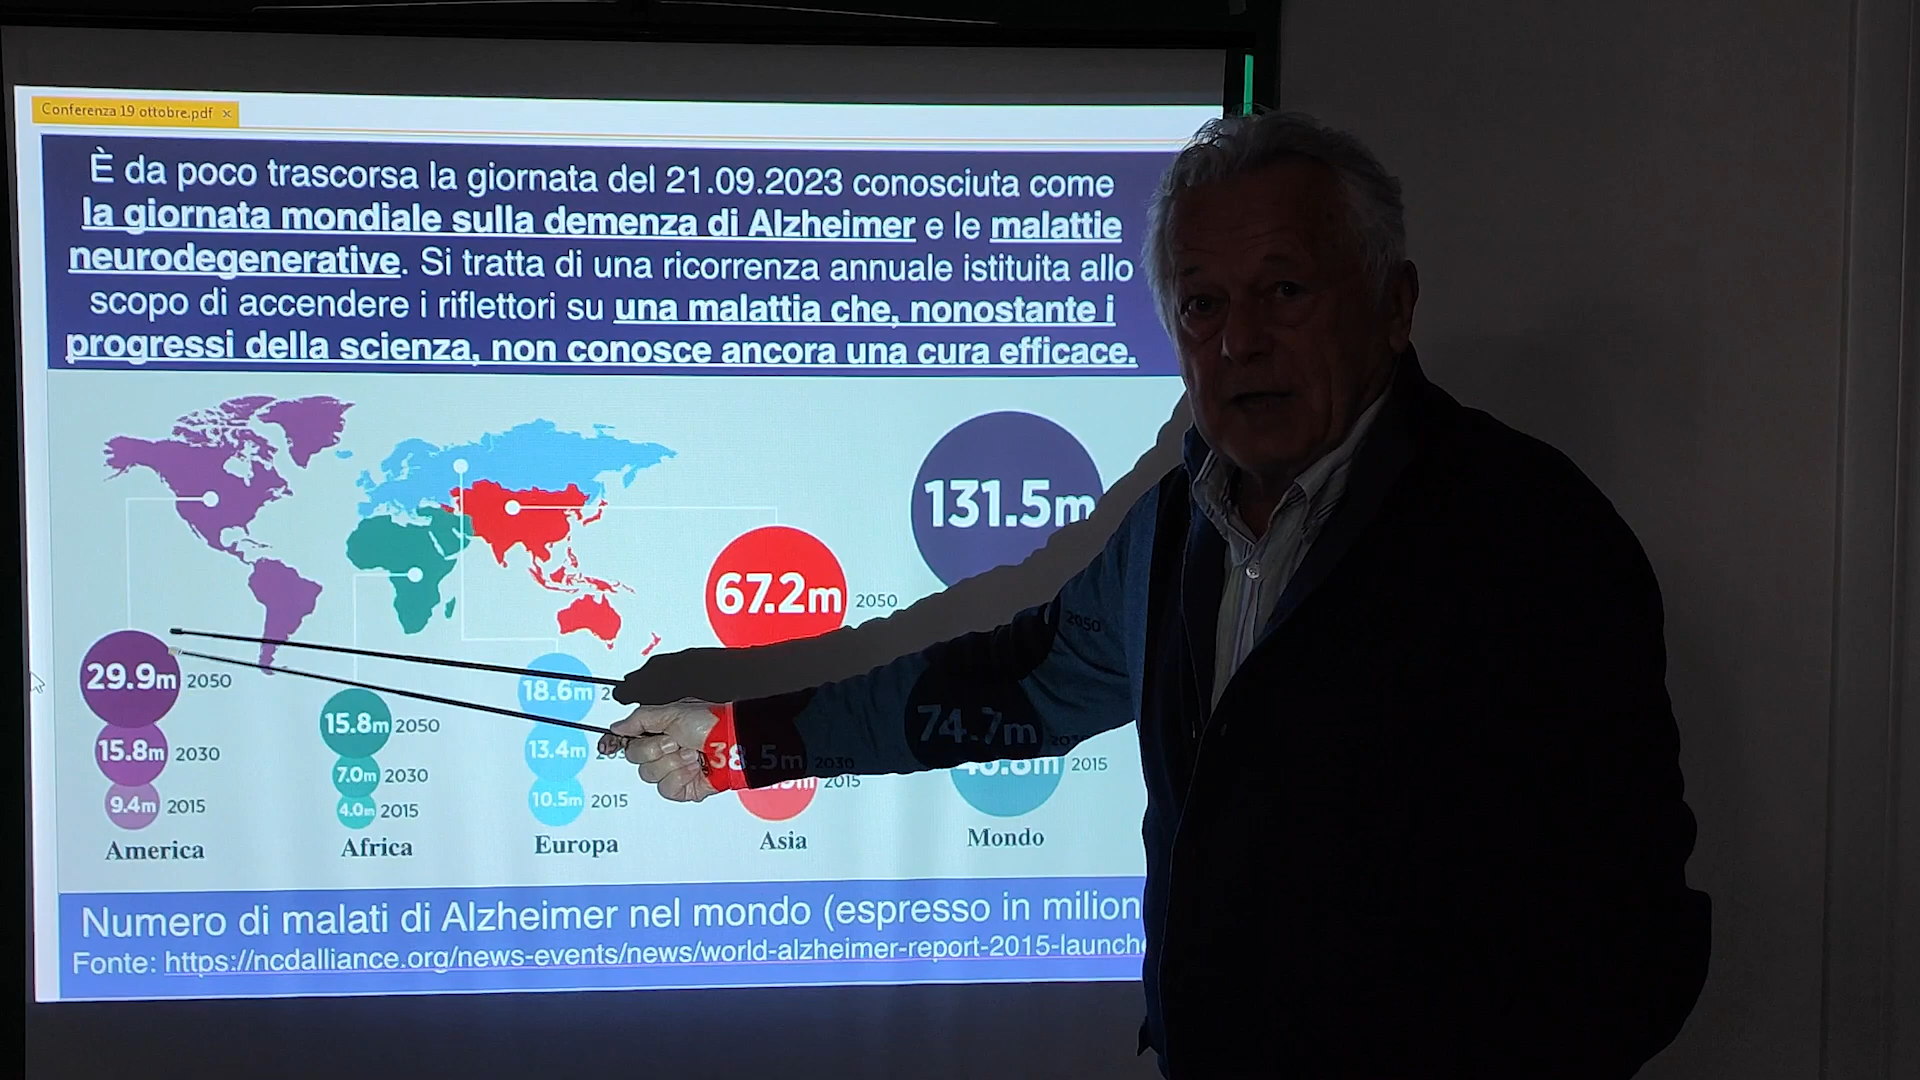 Conferenza 19 ottobre.pdf ×
È da poco trascorsa la giornata del 21.09.2023 conosciuta come
la giornata mondiale sulla demenza di Alzheimer e le malattie
neurodegenerative. Si tratta di una ricorrenza annuale istituita allo
scopo di accendere i riflettori su una malattia che, nonostante i
progressi della scienza, non conosce ancora una cura efficace.
131.5m
2050
67.2m 2050
29.9m 2050
18.6m
15.8m 2050
74.7m
15.8m 2030
13.4m
38.5m 2030
7.0m 2030
2015
9.4m 2015
4.0m 2015
10.5m 2015
2015
America
Africa
Europa
Asia
Mondo
Numero di malati di Alzheimer nel mondo (espresso in
Fonte: https://ncdalliance.org/news-events/news/world-alzheimer-report-2015-